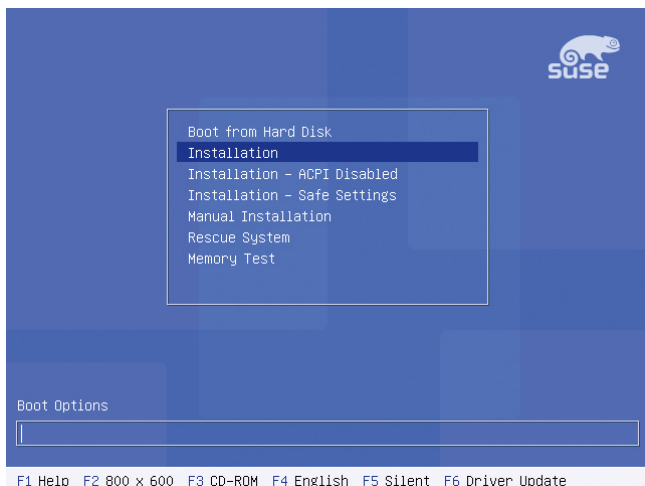 suse
Boot from Hard Disk
Installation
Installation - ACPI Disabled
Installation - Safe Settings
Manual Installation
Rescue System
Memory Test
Boot Options
F1 Help F2 800 x 600 F3 CD-ROM F4 English F5 Silent F6 Driver Update